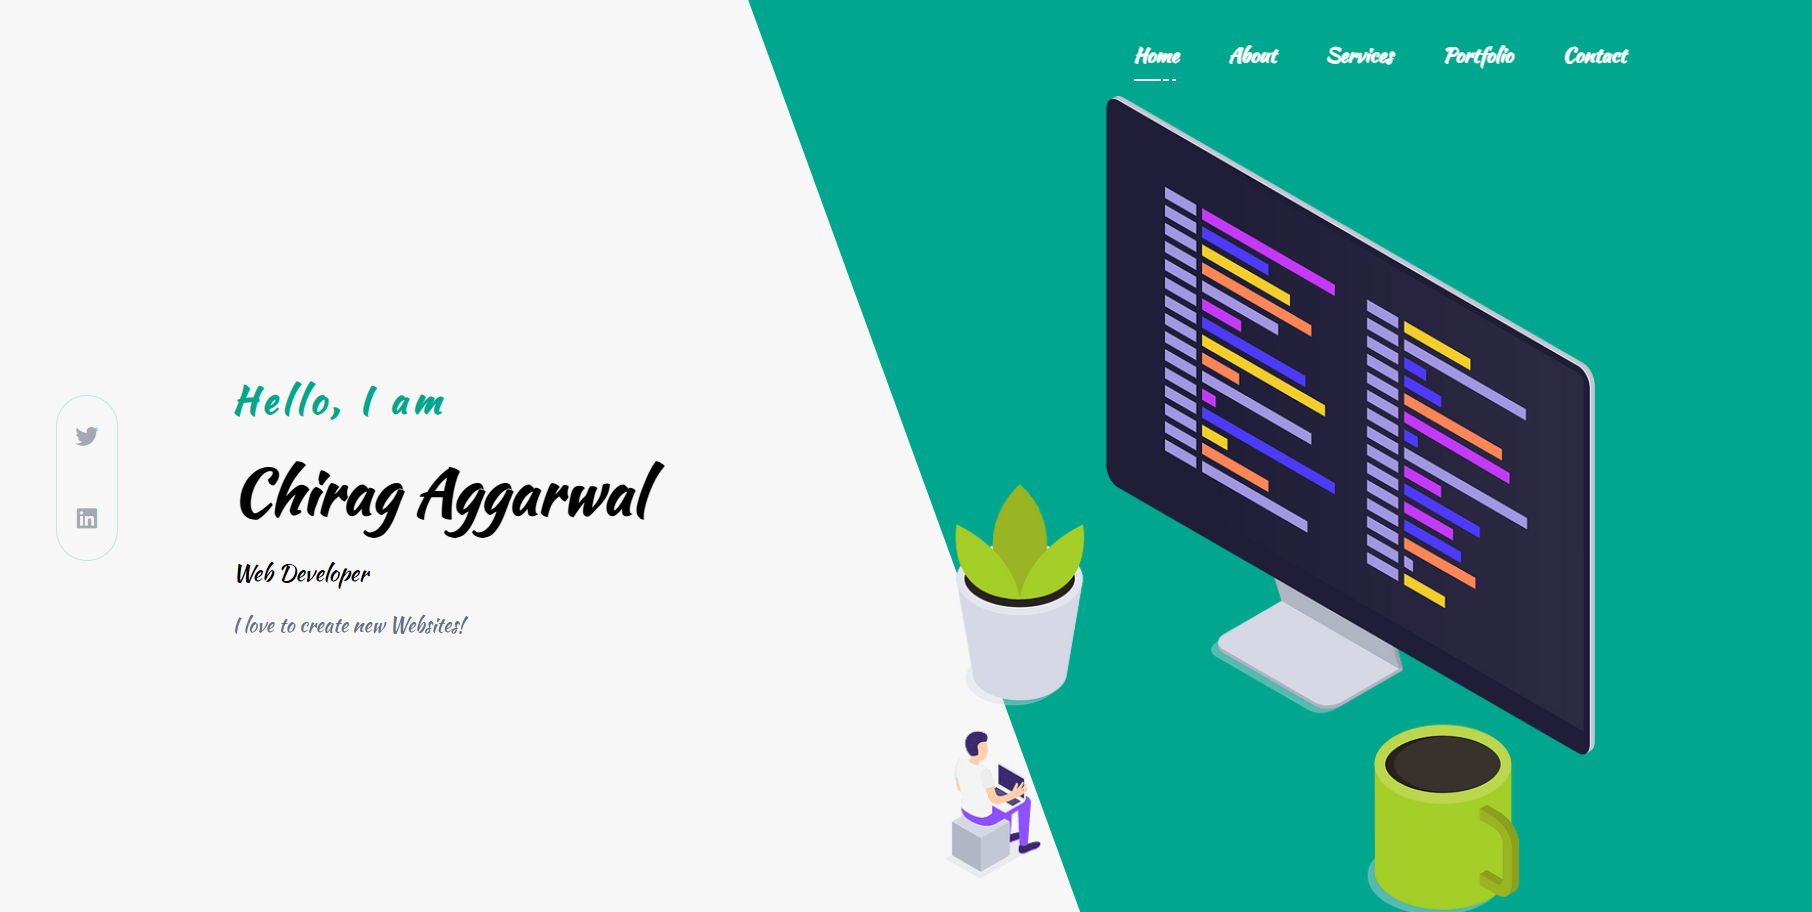 Home About Services Portfolio Contact
Hello, I am
Chirag Aggarwal
Web Developer
I love to create new Websites!